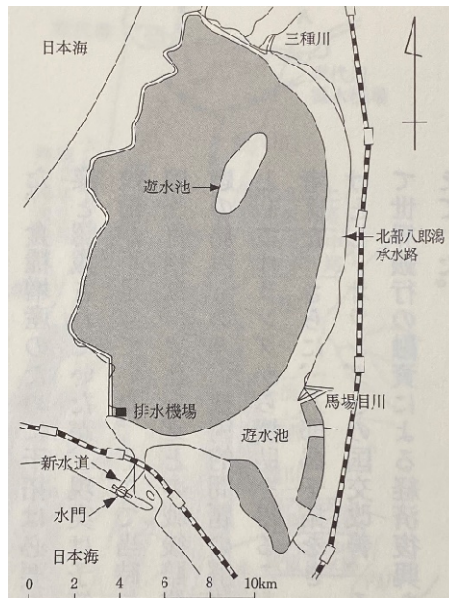 日本海
三種川
遊水池
北部八郎潟
承水路
排水機場
馬場目川
遊水池
新水道
水門
日本海
0 2 4 6 8 10km